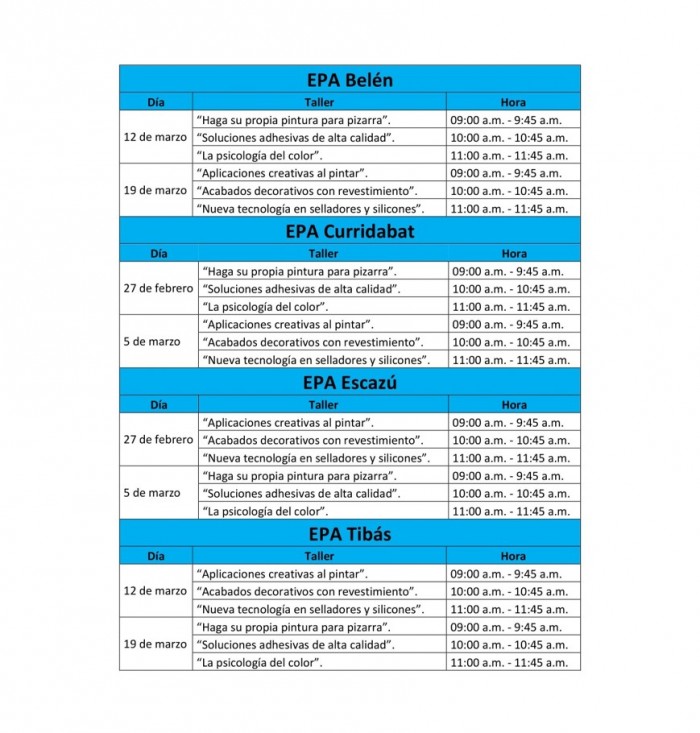 EPA Belén
Día Taller Hora
12 de marzo
“Haga su propia pintura para pizarra”. 09:00 a.m. - 9:45 a.m.
“Soluciones adhesivas de alta calidad”. 10:00 a.m. - 10:45 a.m.
“La psicología del color”. 11:00 a.m. - 11:45 a.m.
19 de marzo
“Aplicaciones creativas al pintar”. 09:00 a.m. - 9:45 a.m.
“Acabados decorativos con revestimiento”. 10:00 a.m. - 10:45 a.m.
“Nueva tecnología en selladores y silicones”. 11:00 a.m. - 11:45 a.m.
EPA Curridabat
Día Taller Hora
27 de febrero
“Haga su propia pintura para pizarra”. 09:00 a.m. - 9:45 a.m.
“Soluciones adhesivas de alta calidad”. 10:00 a.m. - 10:45 a.m.
“La psicología del color”. 11:00 a.m. - 11:45 a.m.
5 de marzo
“Aplicaciones creativas al pintar”. 09:00 a.m. - 9:45 a.m.
“Acabados decorativos con revestimiento”. 10:00 a.m. - 10:45 a.m.
“Nueva tecnología en selladores y silicones”. 11:00 a.m. - 11:45 a.m.
EPA Escazú
Día Taller Hora
27 de febrero
“Aplicaciones creativas al pintar”. 09:00 a.m. - 9:45 a.m.
“Acabados decorativos con revestimiento”. 10:00 a.m. - 10:45 a.m.
“Nueva tecnología en selladores y silicones”. 11:00 a.m. - 11:45 a.m.
5 de marzo
“Haga su propia pintura para pizarra”. 09:00 a.m. - 9:45 a.m.
“Soluciones adhesivas de alta calidad”. 10:00 a.m. - 10:45 a.m.
“La psicología del color”. 11:00 a.m. - 11:45 a.m.
EPA Tibás
Día Taller Hora
12 de marzo
“Aplicaciones creativas al pintar”. 09:00 a.m. - 9:45 a.m.
“Acabados decorativos con revestimiento”. 10:00 a.m. - 10:45 a.m.
“Nueva tecnología en selladores y silicones”. 11:00 a.m. - 11:45 a.m.
19 de marzo
“Haga su propia pintura para pizarra”. 09:00 a.m. - 9:45 a.m.
“Soluciones adhesivas de alta calidad”. 10:00 a.m. - 10:45 a.m.
“La psicología del color”. 11:00 a.m. - 11:45 a.m.